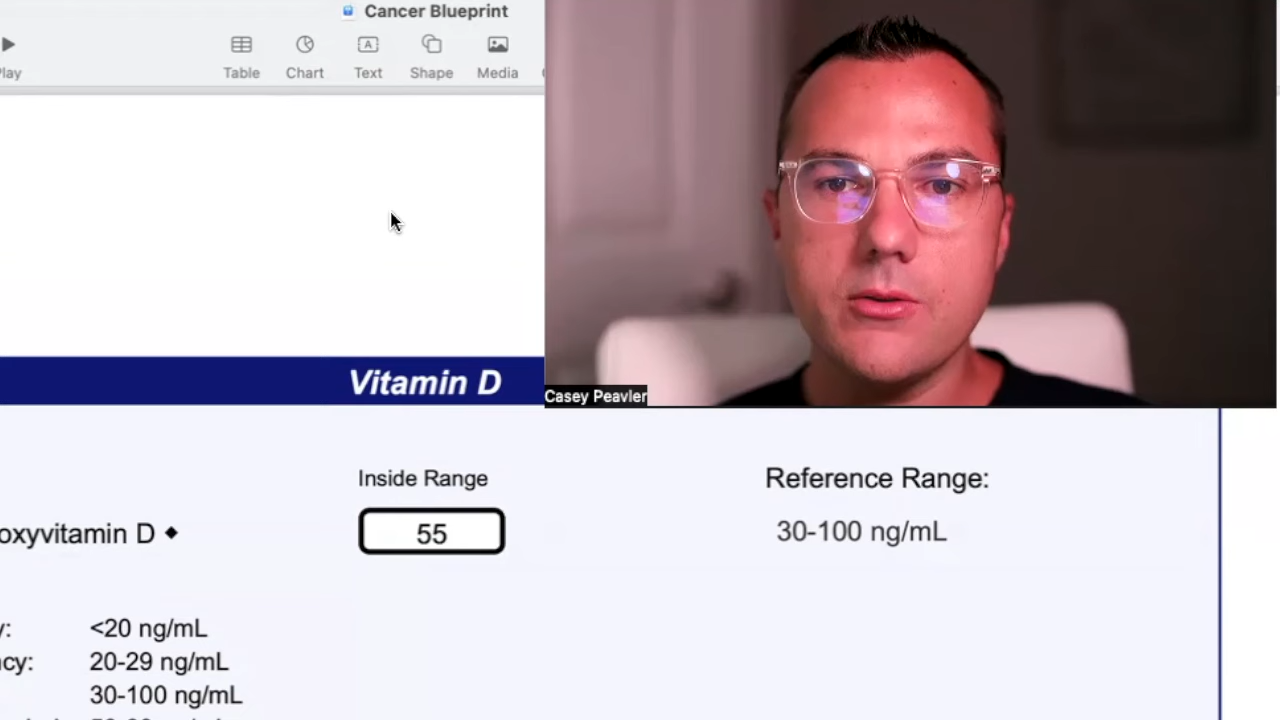 Cancer Blueprint
Play
Table
Chart
Text
Shape
Media
Vitamin D
Casey Peavler
Inside Range
Reference Range:
oxyvitamin D ◆
55
30-100 ng/mL
<20 ng/mL
20-29 ng/mL
30-100 ng/mL